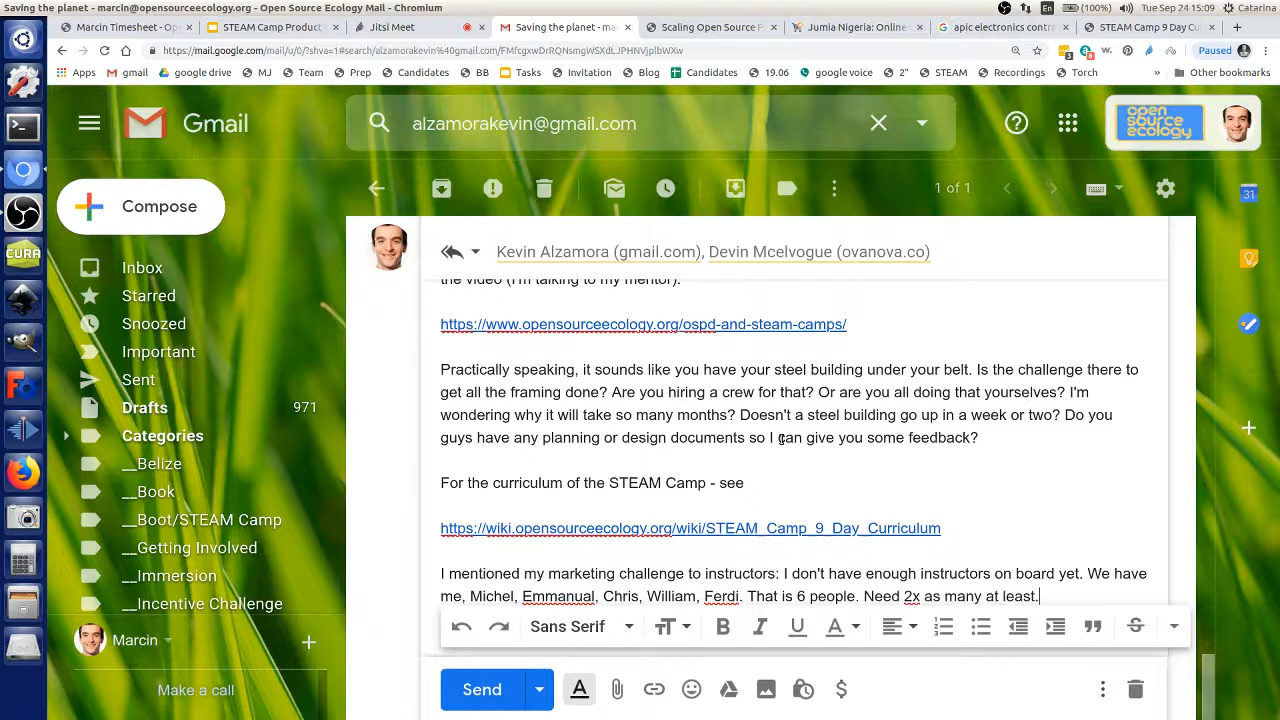 Saving the planet - marcin@opensourceecology.org - Open Source Ecology Mail - Chromium
En (100%) Tue Sep 24 15:09 Catarina
Marcin Timesheet - Op
STEAM Camp Product
Jitsi Meet
Saving the planet - mar
Scaling Open Source P
Jumia Nigeria: Online
apic electronics contro
STEAM Camp 9 Day Cu
https://mail.google.com/mail/u/0/?shva=1#search/alzamorakevin%40gmail.com/FMfcgxwDrRQNsmgWSXdLJPHNVjplbWXw
Paused
Apps gmail google drive MJ Team Prep Candidates BB Tasks Invitation Blog Candidates 19.06 google voice 2" STEAM Recordings Torch » Other bookmarks
Gmail
alzamorakevin@gmail.com
open
source
ecology
Compose
1 of 1
31
Kevin Alzamora (gmail.com), Devin Mcelvogue (ovanova.co)
Inbox
Starred
Snoozed
Important
Sent
Drafts 971
Categories
__Belize
__Book
__Boot/STEAM Camp
__Getting Involved
__Immersion
__Incentive Challenge
Marcin
Make a call
CURA
the video (I'm talking to my mentor).
https://www.opensourceecology.org/ospd-and-steam-camps/
Practically speaking, it sounds like you have your steel building under your belt. Is the challenge there to
get all the framing done? Are you hiring a crew for that? Or are you all doing that yourselves? I'm
wondering why it will take so many months? Doesn't a steel building go up in a week or two? Do you
guys have any planning or design documents so I can give you some feedback?
For the curriculum of the STEAM Camp - see
https://wiki.opensourceecology.org/wiki/STEAM_Camp_9_Day_Curriculum
I mentioned my marketing challenge to instructors: I don't have enough instructors on board yet. We have
me, Michel, Emmanual, Chris, William, Ferdi. That is 6 people. Need 2x as many at least.
Sans Serif
Send